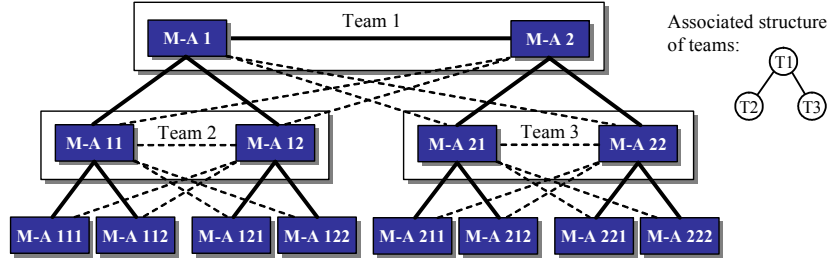 Team 1
M-A 1
M-A 2
Associated structure
of teams:
T1
T2
T3
M-A 11
Team 2
M-A 12
M-A 21
Team 3
M-A 22
M-A 111
M-A 112
M-A 121
M-A 122
M-A 211
M-A 212
M-A 221
M-A 222